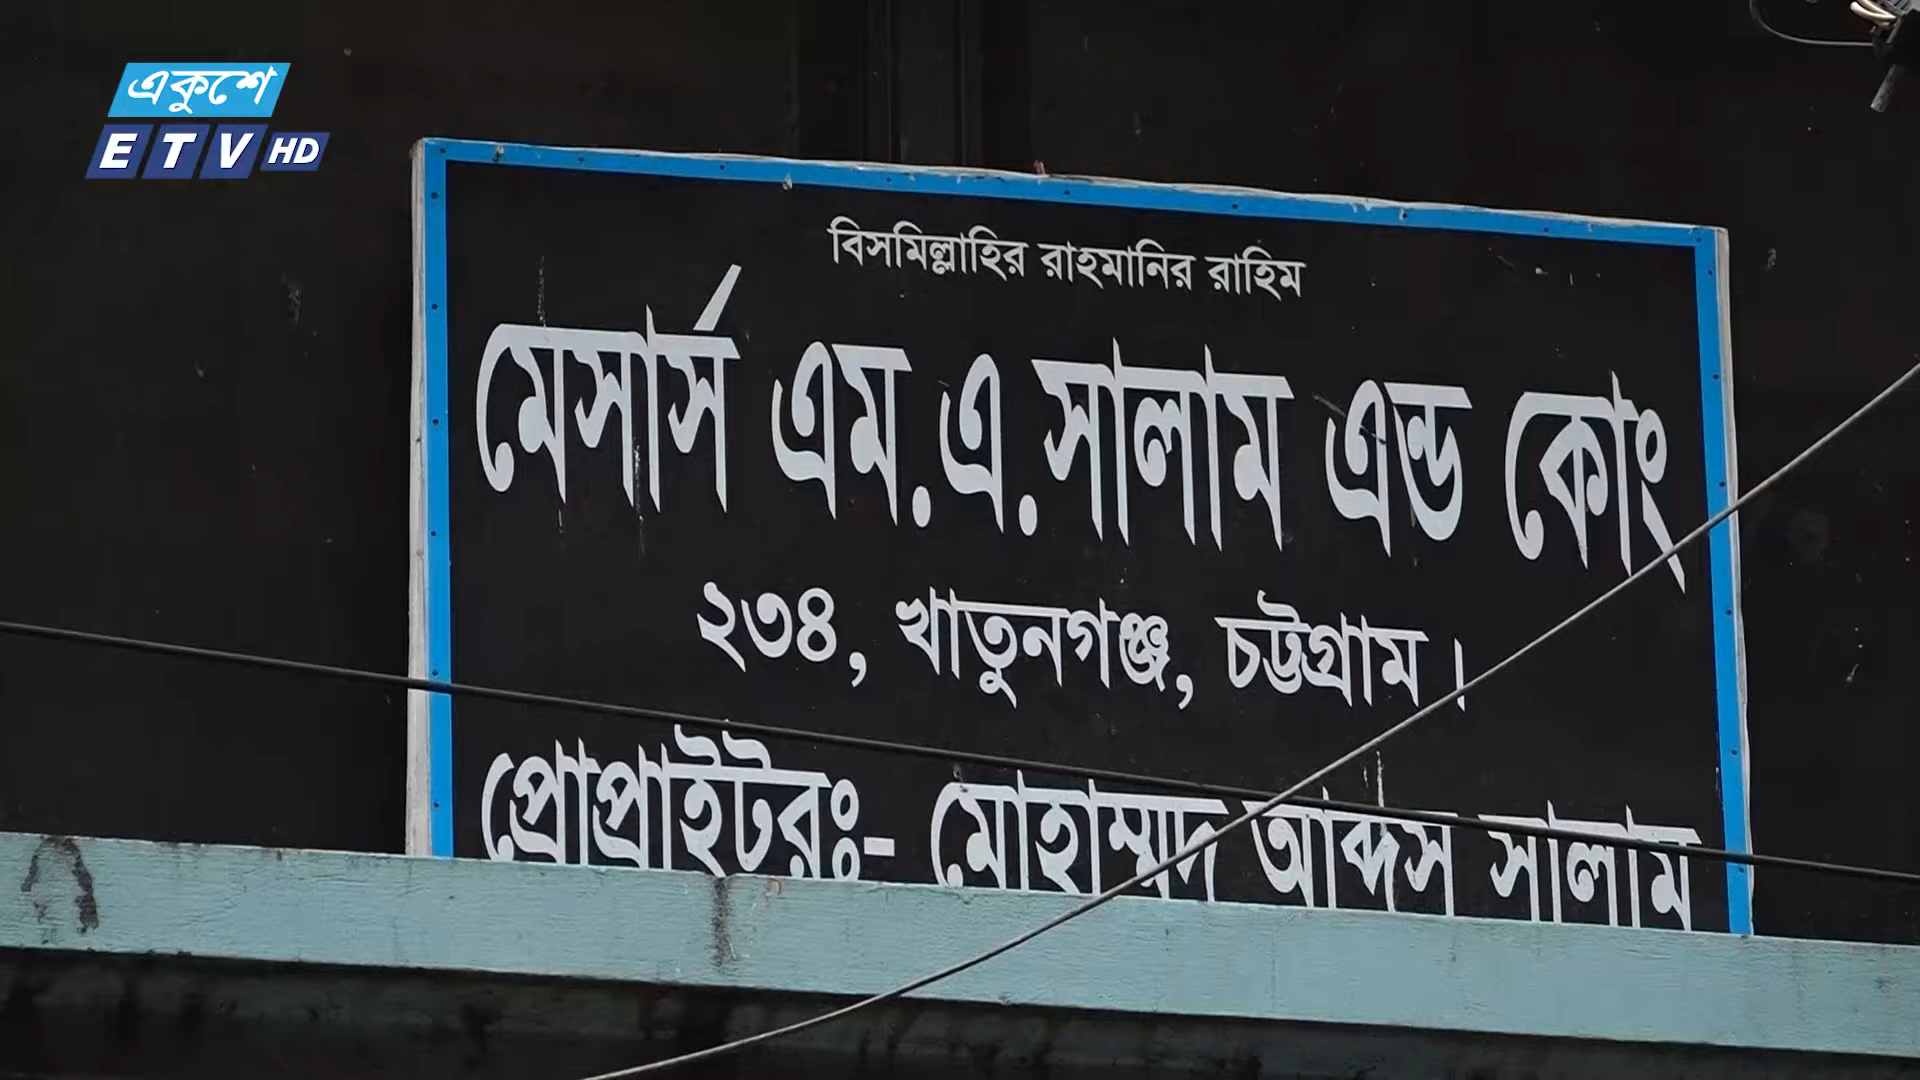 একুশে
ETV HD
বিসমিল্লাহির রাহমানির রাহিম
মেসার্স এম.এ.সালাম এন্ড কোং
২৩৪, খাতুনগঞ্জ, চট্টগ্রাম।
প্রোপ্রাইটরঃ- মোহাম্মদ আব্দুস সালাম